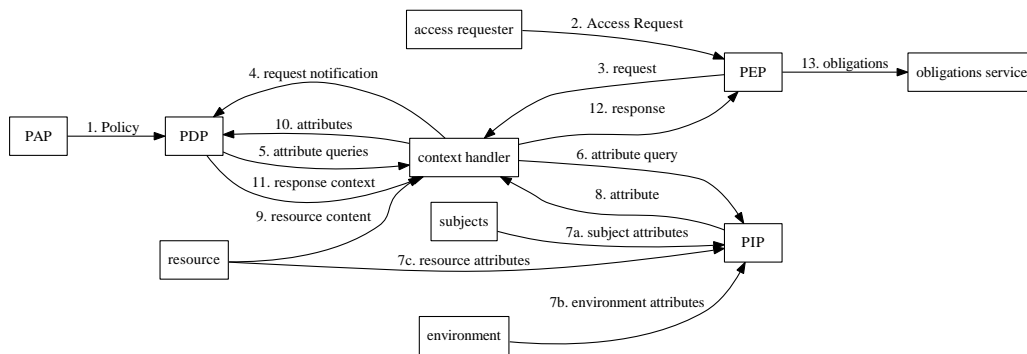 access requester
2. Access Request
PEP
13. obligations
obligations service
4. request notification
3. request
12. response
PAP
1. Policy
PDP
10. attributes
5. attribute queries
context handler
6. attribute query
11. response context
8. attribute
9. resource content
subjects
7a. subject attributes
PIP
resource
7c. resource attributes
7b. environment attributes
environment